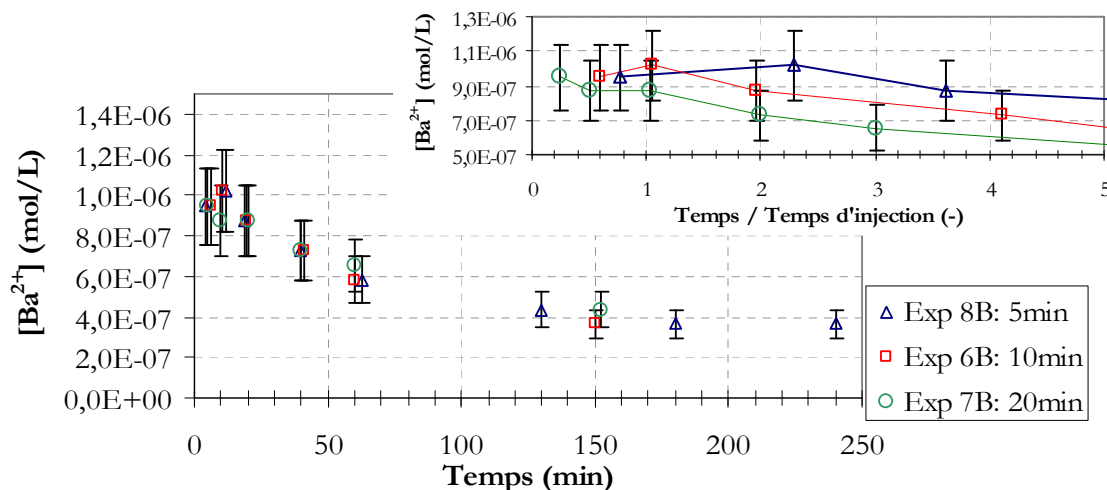 1,3E-06
1,1E-06
9,0E-07
7,0E-07
5,0E-07
[Ba²⁺] (mol/L)
0 1 2 3 4 5
Temps / Temps d'injection (-)
1,4E-06
1,2E-06
1,0E-06
8,0E-07
6,0E-07
4,0E-07
2,0E-07
0,0E+00
[Ba²⁺] (mol/L)
0 50 100 150 200 250
Temps (min)
Exp 8B: 5min
Exp 6B: 10min
Exp 7B: 20min